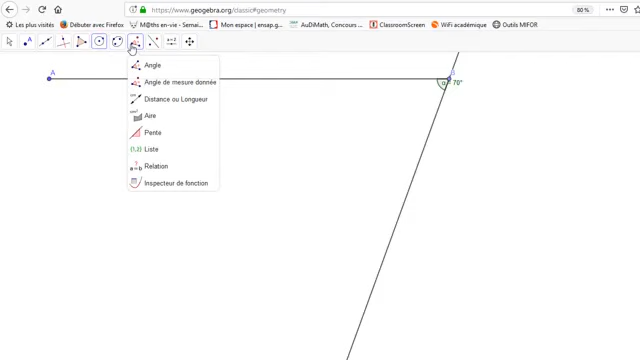 https://www.geogebra.org/classic#geometry
80 %
Les plus visités
Débuter avec Firefox
M@ths en-vie - Semai...
Mon espace | ensap.g...
AuDiMath, Concours ...
ClassroomScreen
WiFi académique
Outils MIFOR
a=2
A
B
α = 70°
Angle
Angle de mesure donnée
cm
Distance ou Longueur
cm²
Aire
Pente
{1,2}
Liste
?
a=b
Relation
Inspecteur de fonction